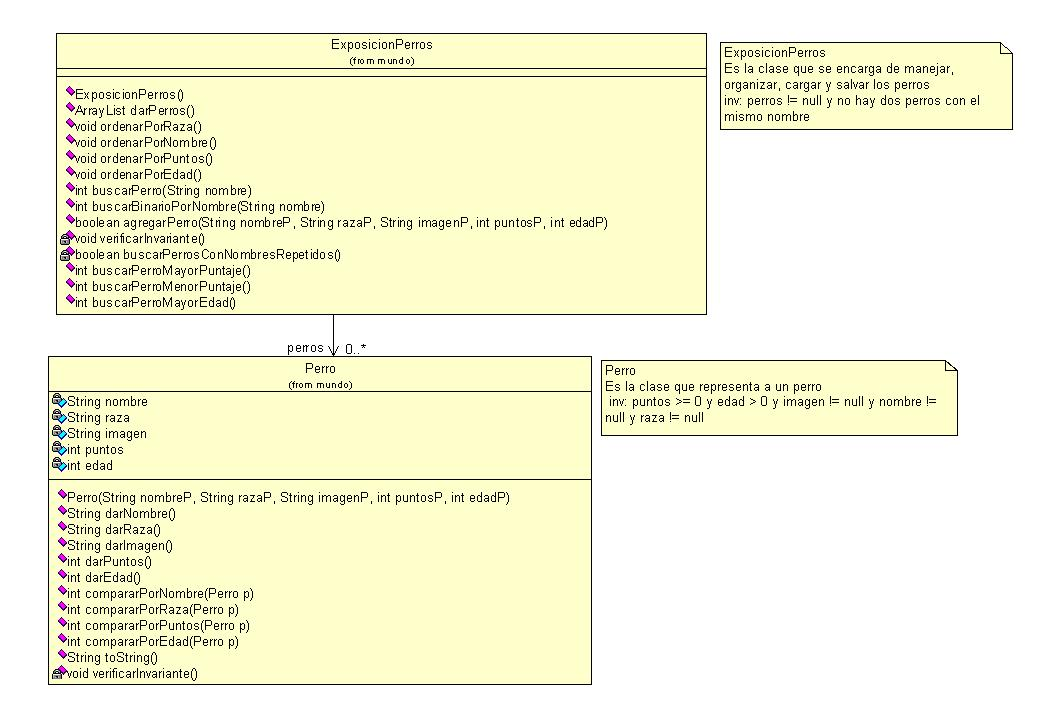 ExposicionPerros
(from mundo)
ExposicionPerros()
ArrayList darPerros()
void ordenarPorRaza()
void ordenarPorNombre()
void ordenarPorPuntos()
void ordenarPorEdad()
int buscarPerro(String nombre)
int buscarBinarioPorNombre(String nombre)
boolean agregarPerro(String nombreP, String razaP, String imagenP, int puntosP, int edadP)
void verificarInvariante()
boolean buscarPerrosConNombresRepetidos()
int buscarPerroMayorPuntaje()
int buscarPerroMenorPuntaje()
int buscarPerroMayorEdad()
ExposicionPerros
Es la clase que se encarga de manejar,
organizar, cargar y salvar los perros
inv: perros != null y no hay dos perros con el
mismo nombre
perros 0..*
Perro
(from mundo)
String nombre
String raza
String imagen
int puntos
int edad
Perro(String nombreP, String razaP, String imagenP, int puntosP, int edadP)
String darNombre()
String darRaza()
String darImagen()
int darPuntos()
int darEdad()
int compararPorNombre(Perro p)
int compararPorRaza(Perro p)
int compararPorPuntos(Perro p)
int compararPorEdad(Perro p)
String toString()
void verificarInvariante()
Perro
Es la clase que representa a un perro
inv: puntos >= 0 y edad > 0 y imagen != null y nombre !=
null y raza != null